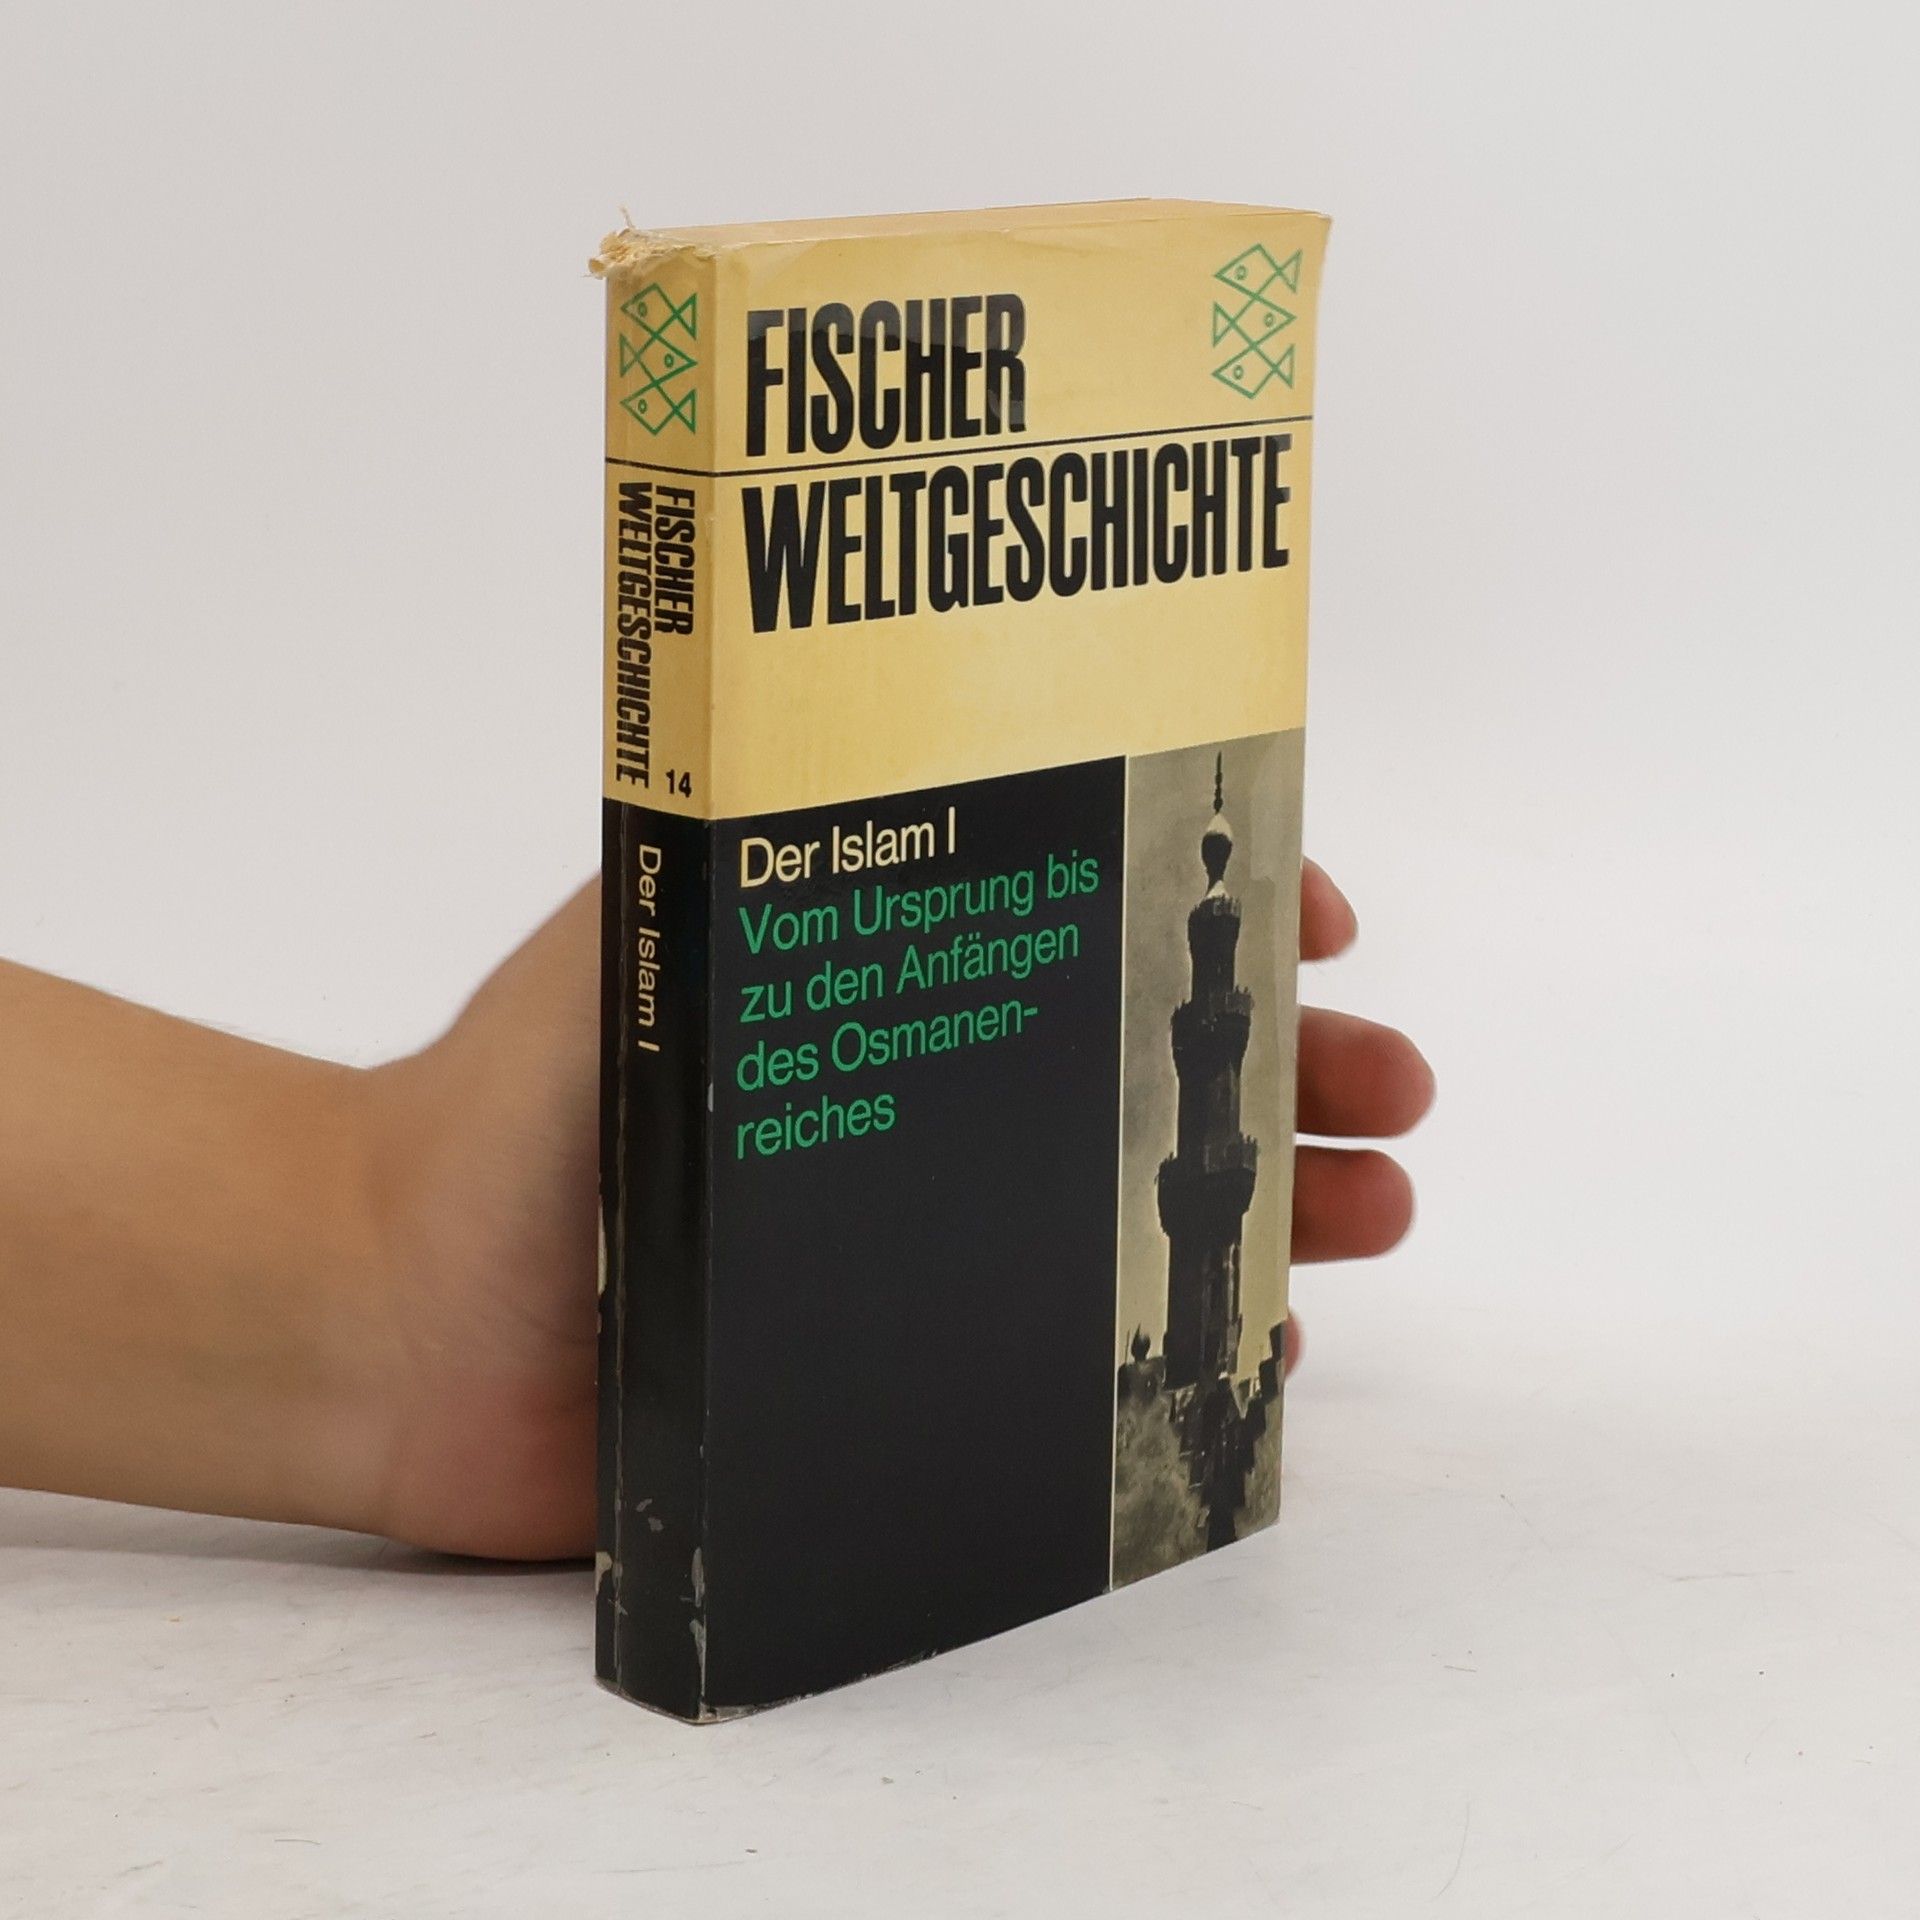 FISCHER
WELTGESCHICHTE
14
Der Islam I
FISCHER
WELTGESCHICHTE
Der Islam I
Vom Ursprung bis
zu den Anfängen
des Osmanen-
reiches